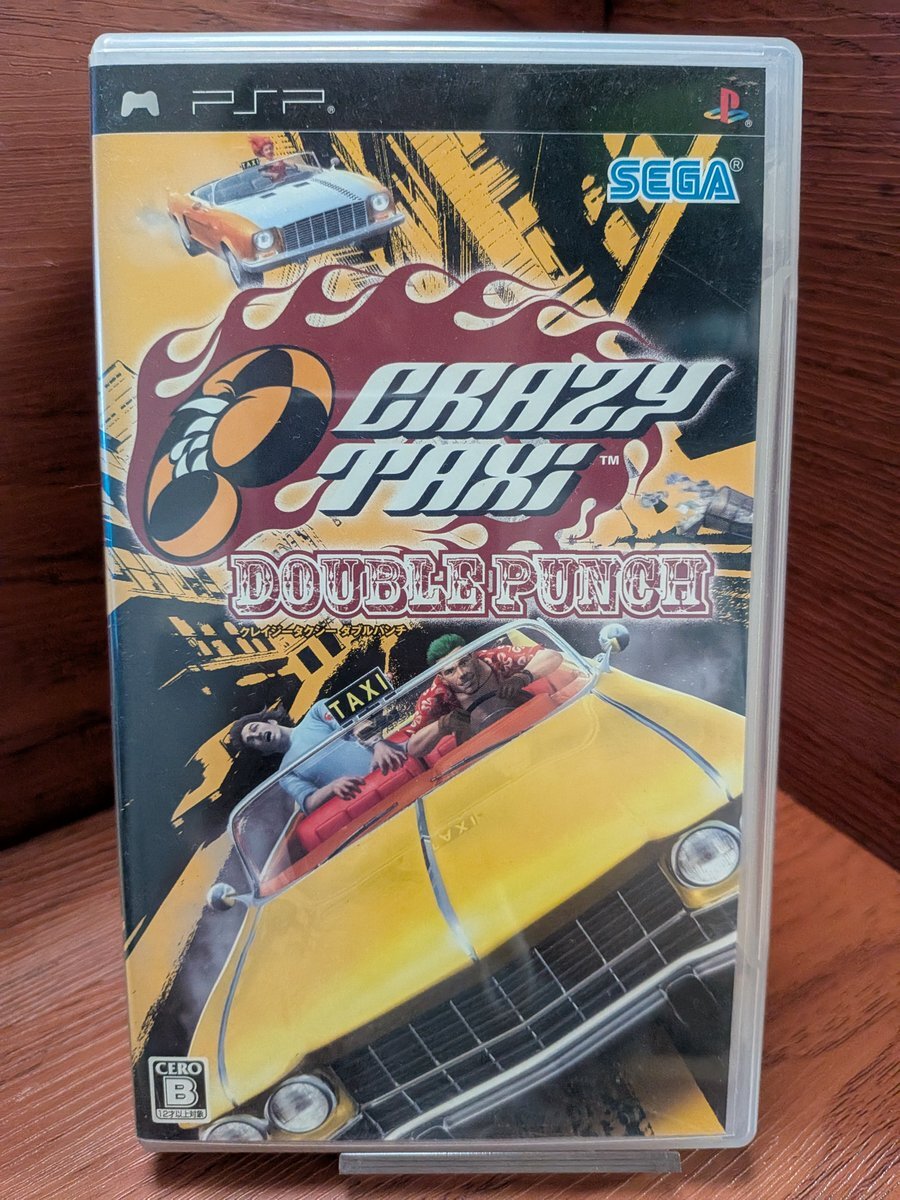 PSP®
SEGA®
TAXI
CRAZY
TAXI™
DOUBLE PUNCH
クレイジータクシー ダブルパンチ
TAXI
CERO
B
12才以上対象